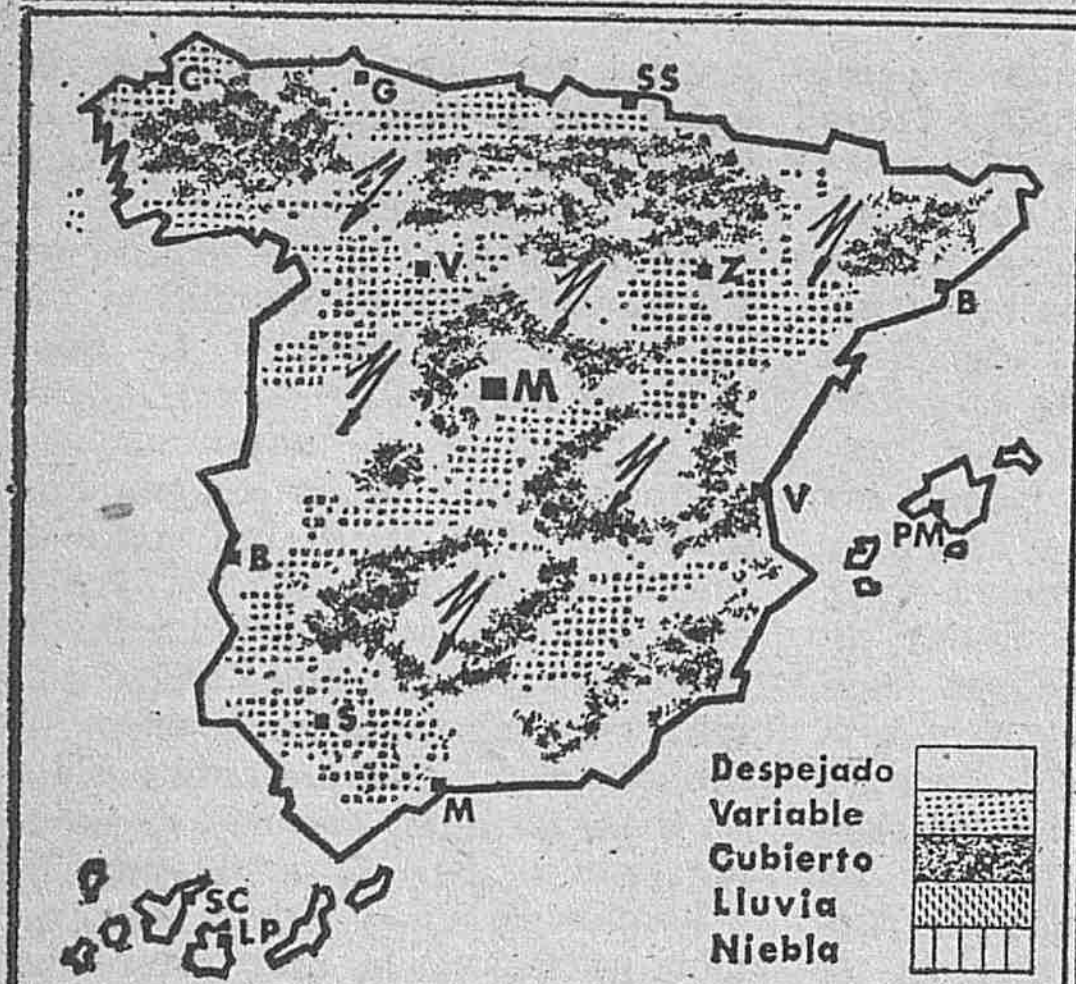 C
G
SS
V
Z
B
M
V
PM
B
S
M
SC
LP
Despejado
Variable
Cubierto
Lluvia
Niebla